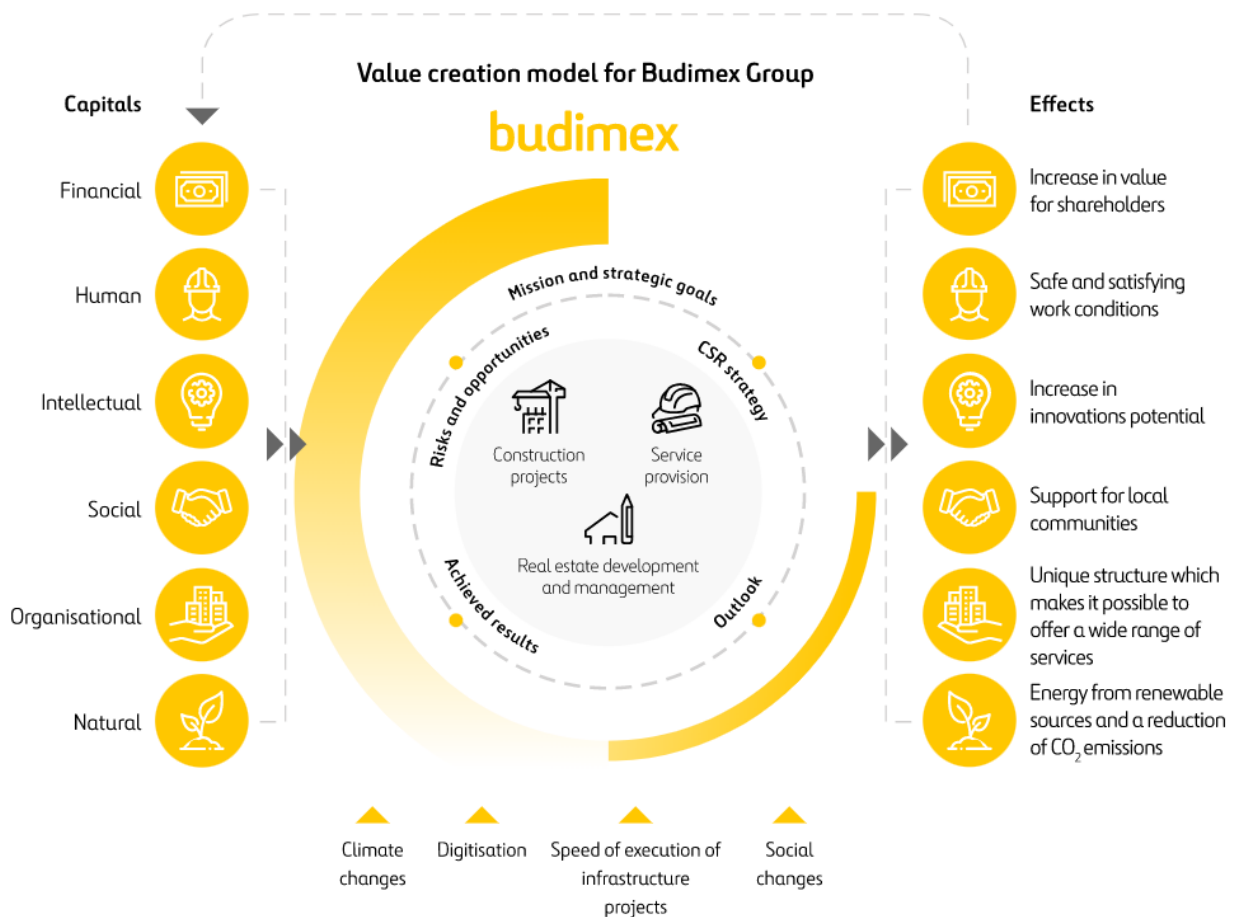 Value creation model for Budimex Group
budimex
Capitals
Financial
Human
Intellectual
Social
Organisational
Natural
Mission and strategic goals
Risks and opportunities
CSR strategy
Achieved results
Outlook
Construction
projects
Service
provision
Real estate development
and management
Effects
Increase in value
for shareholders
Safe and satisfying
work conditions
Increase in
innovations potential
Support for local
communities
Unique structure which
makes it possible to
offer a wide range of
services
Energy from renewable
sources and a reduction
of CO₂ emissions
Climate
changes
Digitisation
Speed of execution of
infrastructure
projects
Social
changes